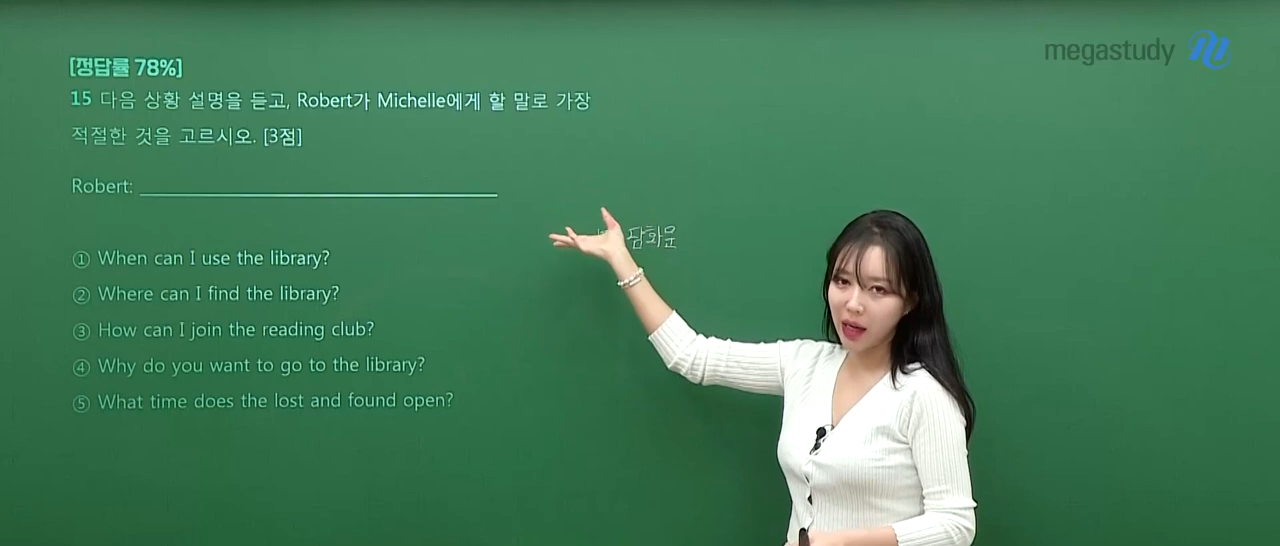 megastudy
[정답률 78%]
15 다음 상황 설명을 듣고, Robert가 Michelle에게 할 말로 가장
적절한 것을 고르시오. [3점]
Robert:
담화문
① When can I use the library?
② Where can I find the library?
③ How can I join the reading club?
④ Why do you want to go to the library?
⑤ What time does the lost and found open?